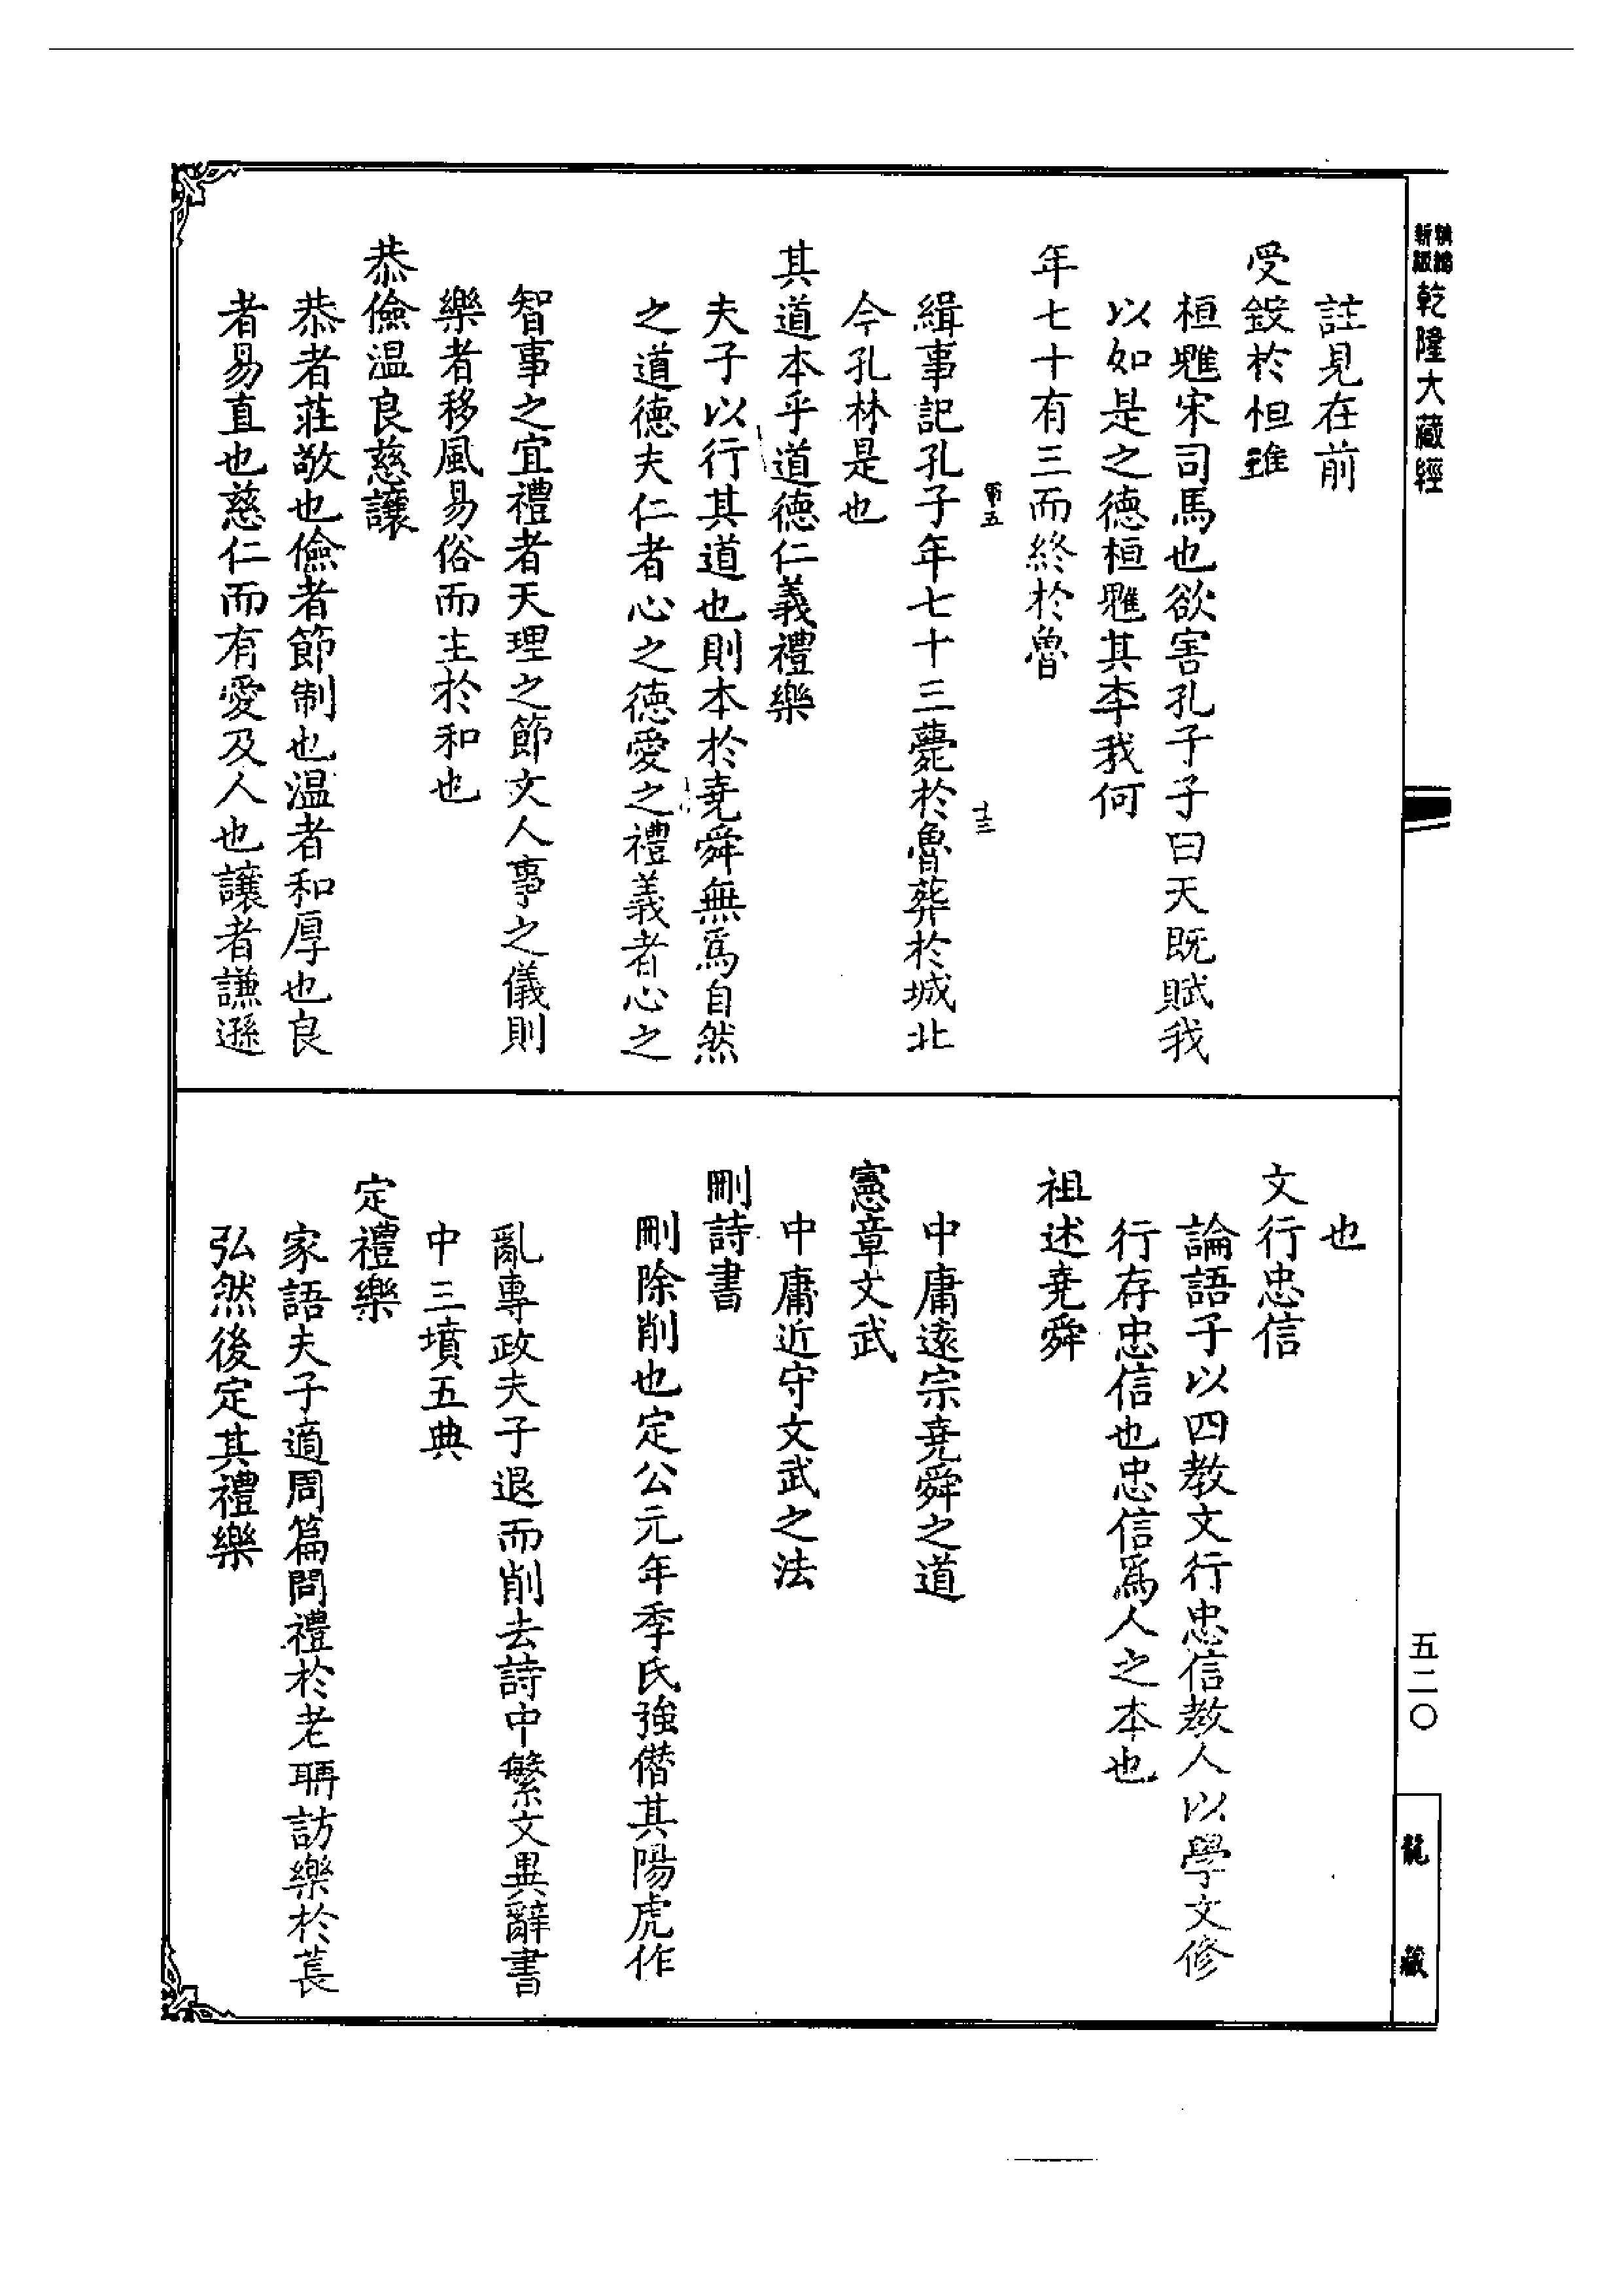 精縮
新級
乾隆大藏經
註見在前
受鍛於桓魋
桓魋宋司馬也欲害孔子子曰天既賦我
以如是之德桓魋其奈我何
年七十有三而終於魯
緝事記孔子年七十三薨於魯葬於城北
今孔林是也
其道本乎道德仁義禮樂
夫子以行其道也則本於堯舜無為自然
之道德夫仁者心之德愛之禮義者心之
智事之宜禮者天理之節文人事之儀則
樂者移風易俗而主於和也
恭儉温良慈讓
恭者莊敬也儉者節制也温者和厚也良
者易直也慈仁而有愛及人也讓者謙遜
也
文行忠信
論語子以四教文行忠信教人以學文修
行存忠信也忠信為人之本也
祖述堯舜
中庸遠宗堯舜之道
憲章文武
中庸近守文武之法
刪詩書
刪除削也定公元年季氏強僭其陽虎作
亂專政夫子退而削去詩中繁文異辭書
中三墳五典
定禮樂
家語夫子適周篇問禮於老聃訪樂於萇
弘然後定其禮樂
五二〇
龍藏